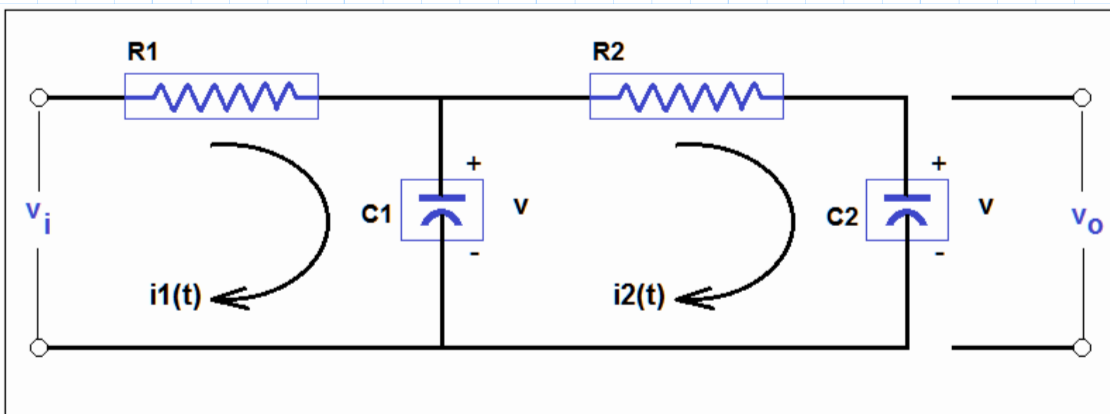 R1
R2
+
+
vi
C1
v
C2
v
vo
-
-
i1(t)
i2(t)